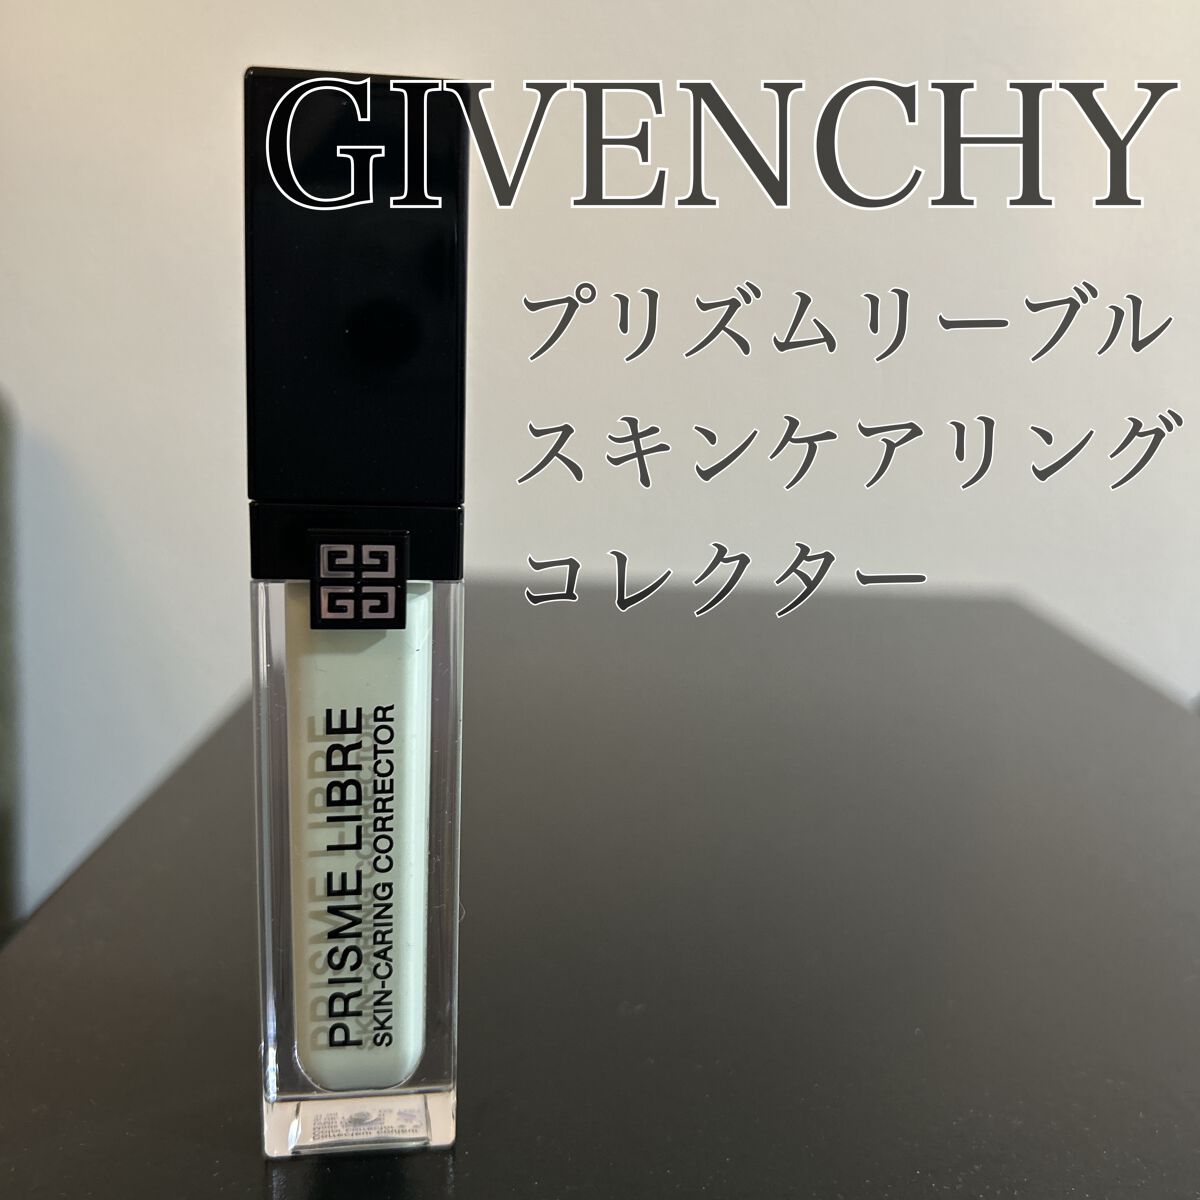 GIVENCHY
プリズムリーブル
スキンケアリング
コレクター
PRISME LIBRE
SKIN-CARING CORRECTOR